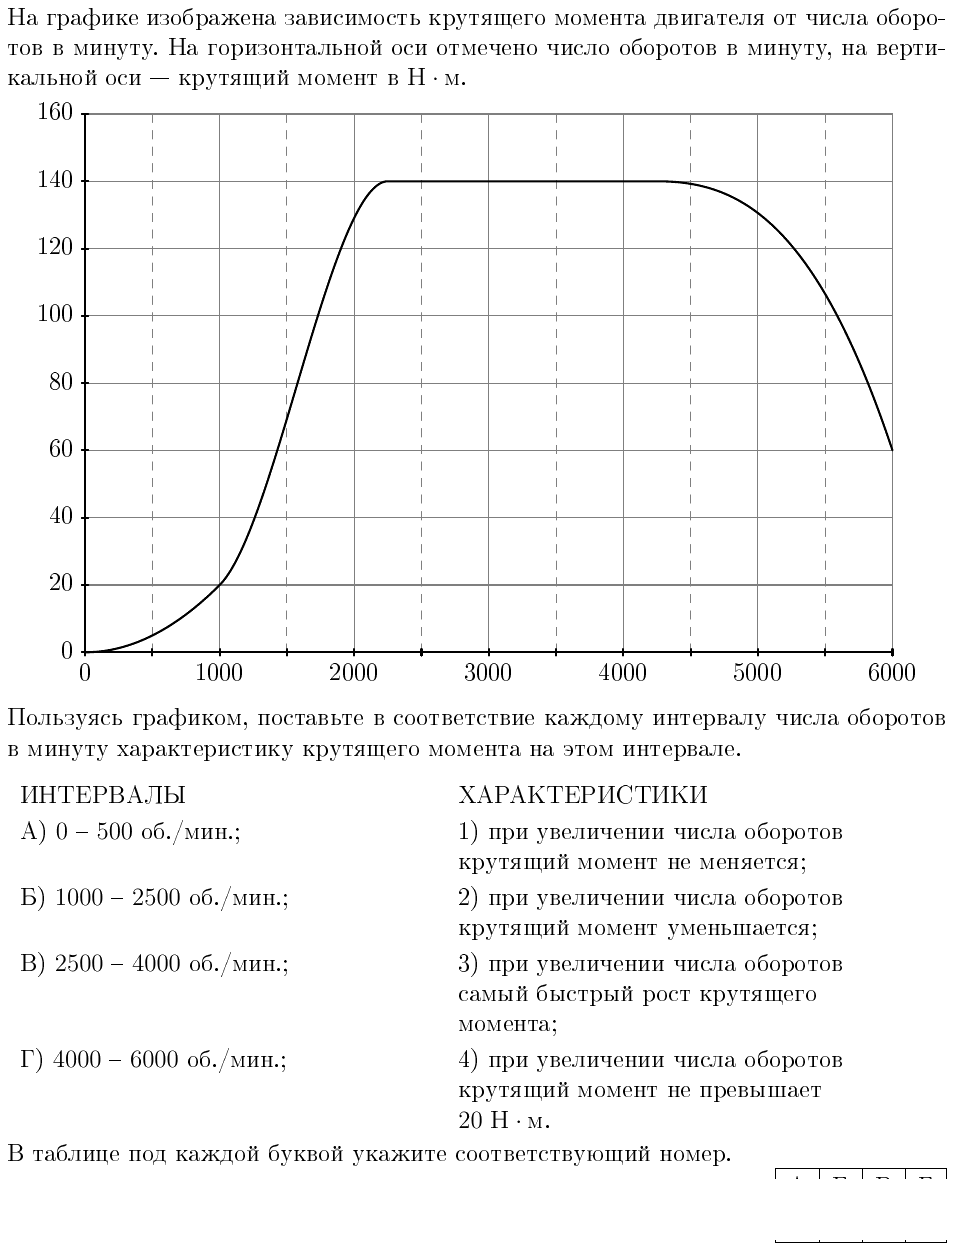 На графике изображена зависимость крутящего момента двигателя от числа оборо-
тов в минуту. На горизонтальной оси отмечено число оборотов в минуту, на верти-
кальной оси — крутящий момент в Н · м.
160
140
120
100
80
60
40
20
0
0 1000 2000 3000 4000 5000 6000
Пользуясь графиком, поставьте в соответствие каждому интервалу числа оборотов
в минуту характеристику крутящего момента на этом интервале.
ИНТЕРВАЛЫ ХАРАКТЕРИСТИКИ
А) 0 – 500 об./мин.; 1) при увеличении числа оборотов
крутящий момент не меняется;
Б) 1000 – 2500 об./мин.; 2) при увеличении числа оборотов
крутящий момент уменьшается;
В) 2500 – 4000 об./мин.; 3) при увеличении числа оборотов
самый быстрый рост крутящего
момента;
Г) 4000 – 6000 об./мин.; 4) при увеличении числа оборотов
крутящий момент не превышает
20 Н · м.
В таблице под каждой буквой укажите соответствующий номер.